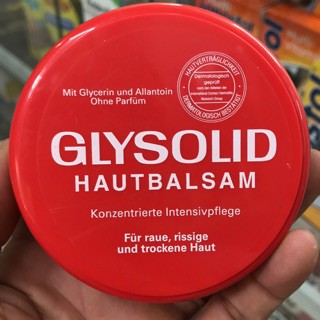 Mit Glycerin und Allantoin
Ohne Parfüm
HAUTVERTRÄGLICHKEIT
Dermatologisch
geprüft
DERMATOLOGISCH BESTÄTIGT
GLYSOLID
HAUTBALSAM
Konzentrierte Intensivpflege
Für raue, rissige
und trockene Haut